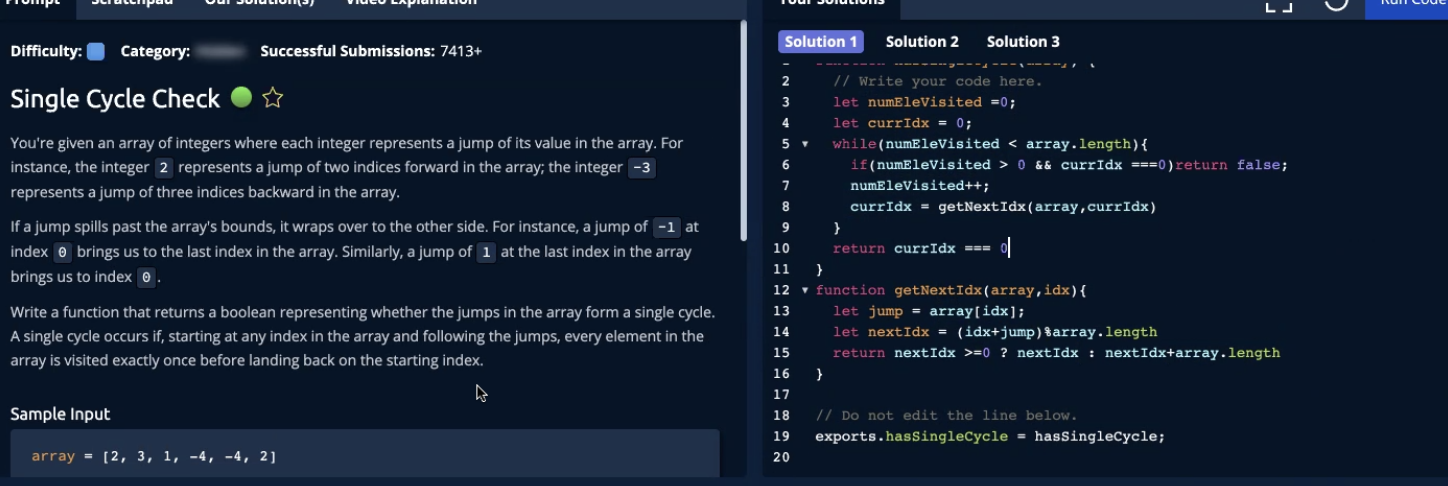 Prompt Scratchpad Our Solution(s) Video Explanation
Difficulty: Category: Successful Submissions: 7413+
Single Cycle Check
You're given an array of integers where each integer represents a jump of its value in the array. For
instance, the integer 2 represents a jump of two indices forward in the array; the integer -3
represents a jump of three indices backward in the array.
If a jump spills past the array's bounds, it wraps over to the other side. For instance, a jump of -1 at
index 0 brings us to the last index in the array. Similarly, a jump of 1 at the last index in the array
brings us to index 0.
Write a function that returns a boolean representing whether the jumps in the array form a single cycle.
A single cycle occurs if, starting at any index in the array and following the jumps, every element in the
array is visited exactly once before landing back on the starting index.
Sample Input
array = [2, 3, 1, -4, -4, 2]
Your Solutions Run Code
Solution 1 Solution 2 Solution 3
1 function hasSingleCycle(array) {
2 // Write your code here.
3 let numEleVisited =0;
4 let currIdx = 0;
5 while(numEleVisited < array.length){
6 if(numEleVisited > 0 && currIdx ===0)return false;
7 numEleVisited++;
8 currIdx = getNextIdx(array,currIdx)
9 }
10 return currIdx === 0
11 }
12 function getNextIdx(array,idx){
13 let jump = array[idx];
14 let nextIdx = (idx+jump)%array.length
15 return nextIdx >=0 ? nextIdx : nextIdx+array.length
16 }
17
18 // Do not edit the line below.
19 exports.hasSingleCycle = hasSingleCycle;
20